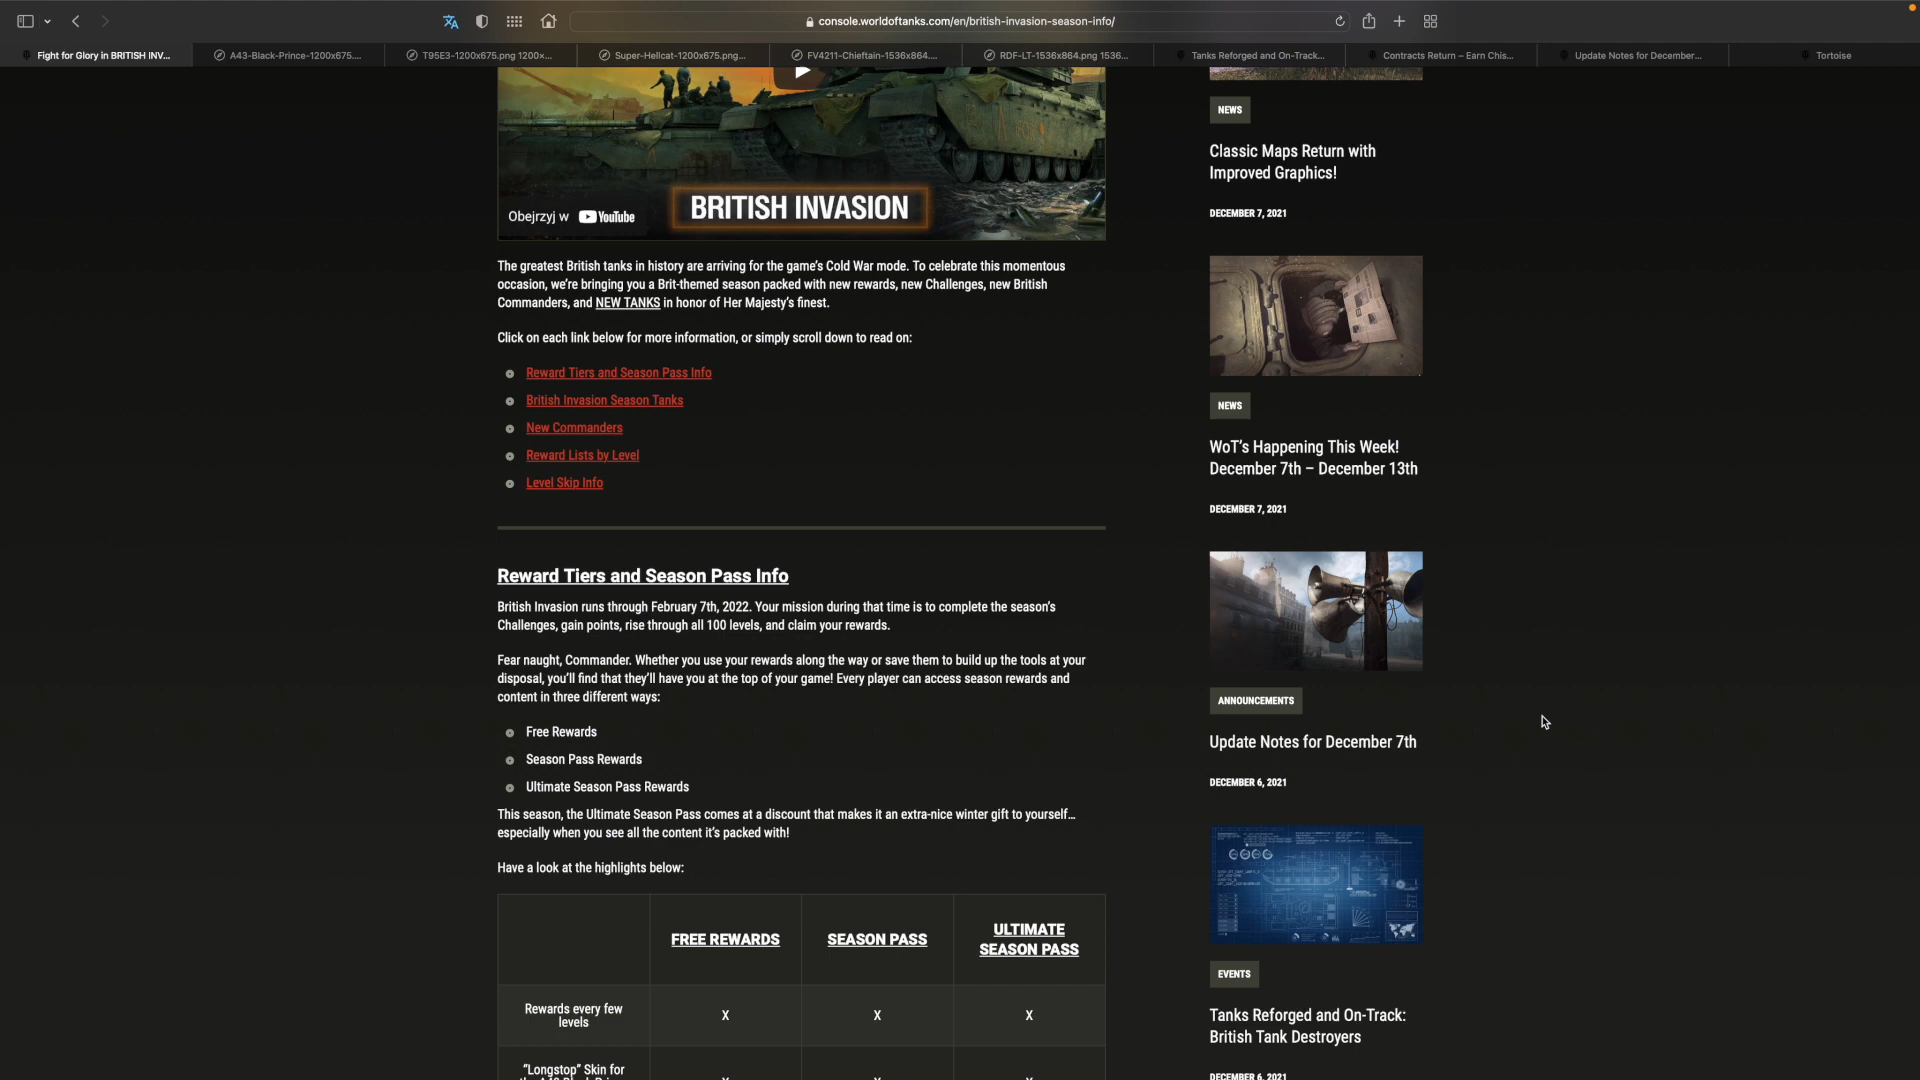 console.worldoftanks.com/en/british-invasion-season-info/
Fight for Glory in BRITISH INV...
A43-Black-Prince-1200x675....
T95E3-1200x675.png 1200×...
Super-Hellcat-1200x675.png...
FV4211-Chieftain-1536x864....
RDF-LT-1536x864.png 1536...
Tanks Reforged and On-Track...
Contracts Return – Earn Chis...
Update Notes for December...
Tortoise
Obejrzyj w YouTube
BRITISH INVASION
The greatest British tanks in history are arriving for the game's Cold War mode. To celebrate this momentous
occasion, we're bringing you a Brit-themed season packed with new rewards, new Challenges, new British
Commanders, and NEW TANKS in honor of Her Majesty's finest.
Click on each link below for more information, or simply scroll down to read on:
Reward Tiers and Season Pass Info
British Invasion Season Tanks
New Commanders
Reward Lists by Level
Level Skip Info
Reward Tiers and Season Pass Info
British Invasion runs through February 7th, 2022. Your mission during that time is to complete the season's
Challenges, gain points, rise through all 100 levels, and claim your rewards.
Fear naught, Commander. Whether you use your rewards along the way or save them to build up the tools at your
disposal, you'll find that they'll have you at the top of your game! Every player can access season rewards and
content in three different ways:
Free Rewards
Season Pass Rewards
Ultimate Season Pass Rewards
This season, the Ultimate Season Pass comes at a discount that makes it an extra-nice winter gift to yourself...
especially when you see all the content it's packed with!
Have a look at the highlights below:
FREE REWARDS
SEASON PASS
ULTIMATE
SEASON PASS
Rewards every few
levels
X
X
X
"Longstop" Skin for
NEWS
Classic Maps Return with
Improved Graphics!
DECEMBER 7, 2021
NEWS
WoT's Happening This Week!
December 7th – December 13th
DECEMBER 7, 2021
ANNOUNCEMENTS
Update Notes for December 7th
DECEMBER 6, 2021
EVENTS
Tanks Reforged and On-Track:
British Tank Destroyers
DECEMBER 6, 2021